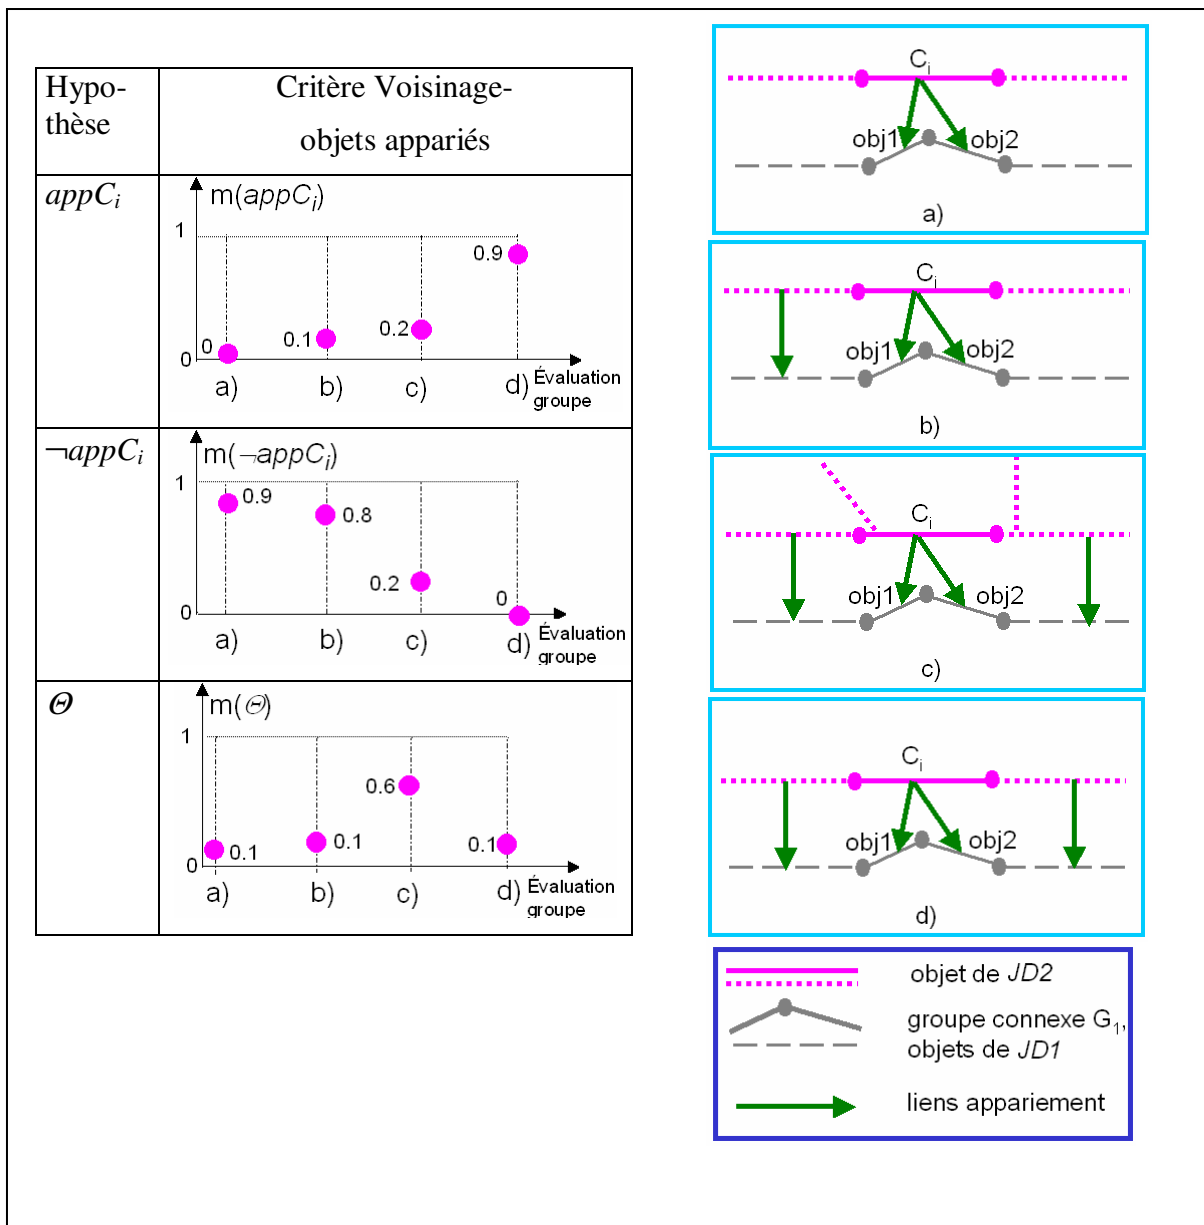 Hypo-
thèse
Critère Voisinage-
objets appariés
appCi
m(appCi)
1
0.9
0.2
0.1
0
0
a)
b)
c)
d)
Évaluation
groupe
¬appCi
m(¬appCi)
1
0.9
0.8
0.2
0
0
a)
b)
c)
d)
Évaluation
groupe
Θ
m(Θ)
1
0.6
0.1
0.1
0.1
0
a)
b)
c)
d)
Évaluation
groupe
Ci
obj1
obj2
a)
Ci
obj1
obj2
b)
Ci
obj1
obj2
c)
Ci
obj1
obj2
d)
objet de JD2
groupe connexe G1,
objets de JD1
liens appariement